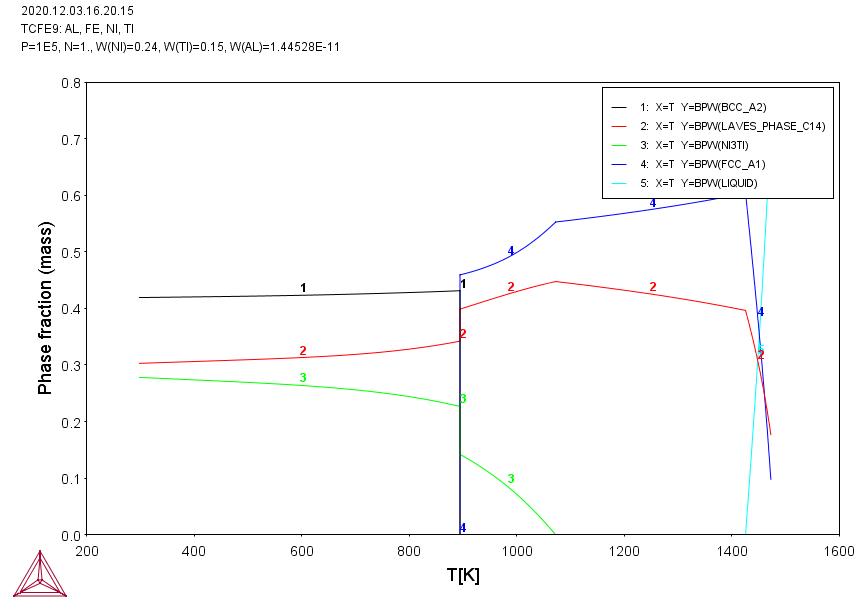 2020.12.03.16.20.15
TCFE9: AL, FE, NI, TI
P=1E5, N=1., W(NI)=0.24, W(TI)=0.15, W(AL)=1.44528E-11
0.8
1: X=T Y=BPW(BCC_A2)
2: X=T Y=BPW(LAVES_PHASE_C14)
3: X=T Y=BPW(NI3TI)
4: X=T Y=BPW(FCC_A1)
5: X=T Y=BPW(LIQUID)
0.7
0.6
4
0.5
4
1
1
2
2
0.4
4
2
2
5
2
3
3
0.3
0.2
3
0.1
4
0.0
Phase fraction (mass)
200 400 600 800 1000 1200 1400 1600
T[K]